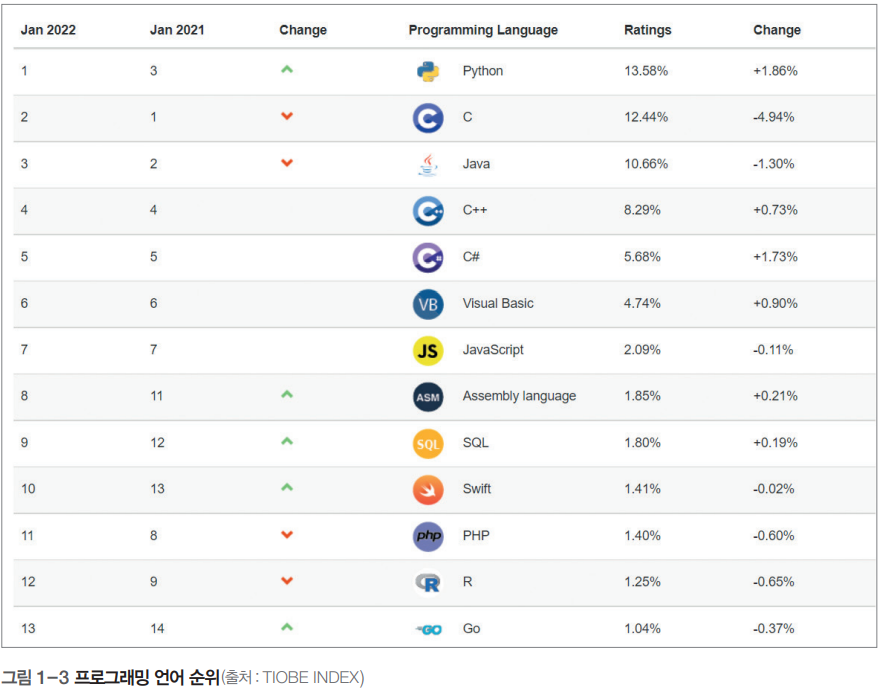 Jan 2022 Jan 2021 Change Programming Language Ratings Change
1 3 Python 13.58% +1.86%
2 1 C 12.44% -4.94%
3 2 Java 10.66% -1.30%
4 4 C++ 8.29% +0.73%
5 5 C# 5.68% +1.73%
6 6 VB Visual Basic 4.74% +0.90%
7 7 JS JavaScript 2.09% -0.11%
8 11 ASM Assembly language 1.85% +0.21%
9 12 SQL SQL 1.80% +0.19%
10 13 Swift 1.41% -0.02%
11 8 php PHP 1.40% -0.60%
12 9 R R 1.25% -0.65%
13 14 GO Go 1.04% -0.37%
그림 1-3 프로그래밍 언어 순위(출처 : TIOBE INDEX)